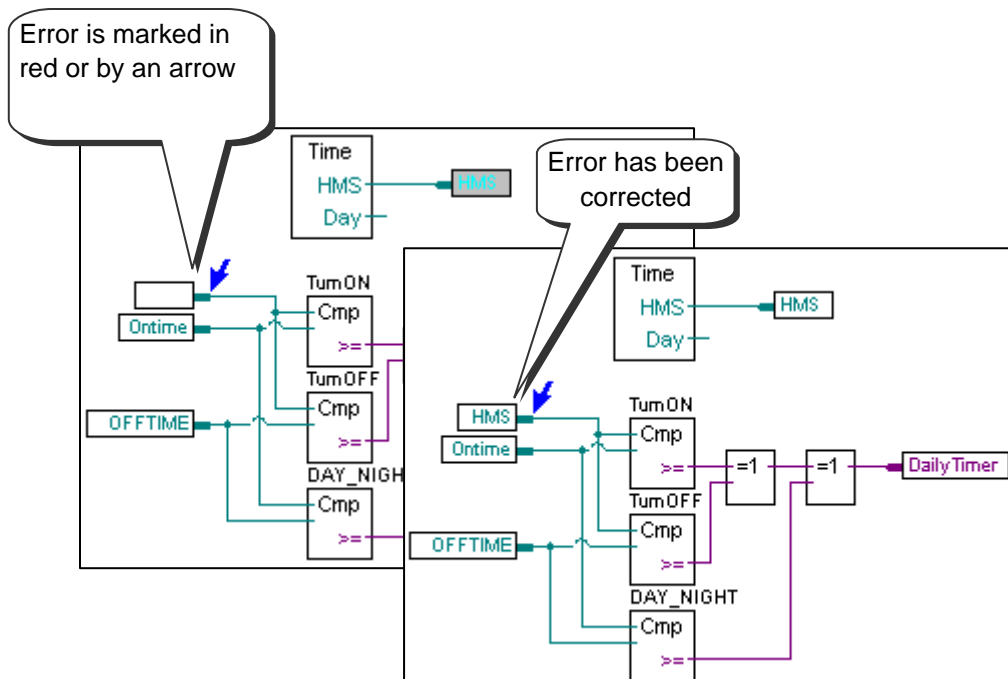 Error is marked in
red or by an arrow
Time
HMS
HMS
Day
Ontime
OFFTIME
TurnON
Cmp
>=
TurnOFF
Cmp
>=
DAY_NIGH
Cmp
>=
Error has been
corrected
Time
HMS
HMS
Day
HMS
Ontime
OFFTIME
TurnON
Cmp
>=
TurnOFF
Cmp
>=
DAY_NIGHT
Cmp
>=
=1
=1
DailyTimer